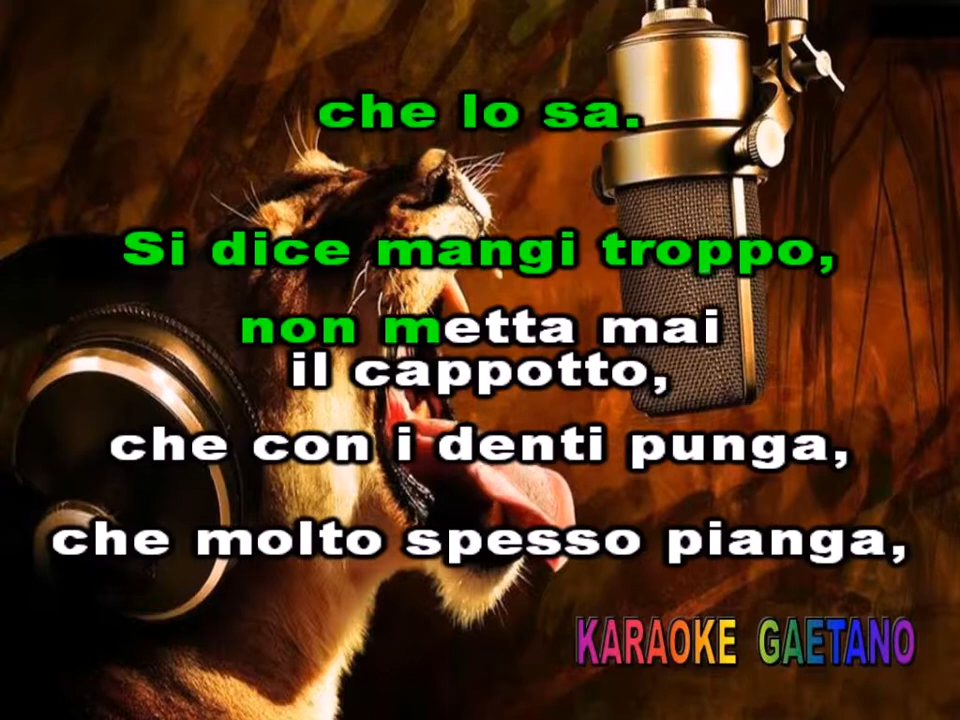 che lo sa.
Si dice mangi troppo,
non metta mai
il cappotto,
che con i denti punga,
che molto spesso pianga,
KARAOKE GAETANO